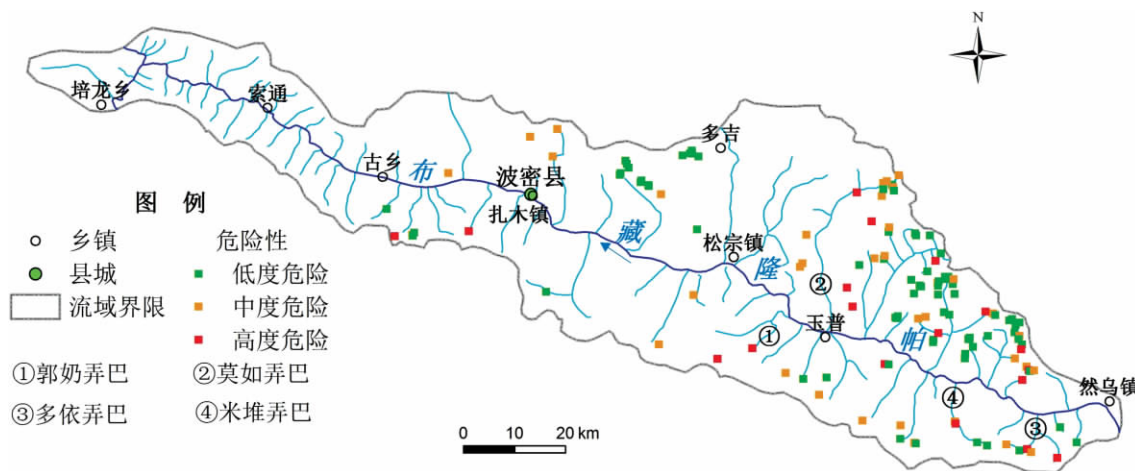 N
培龙乡
索通
多吉
古乡
布
波密县
扎木镇
藏
松宗镇
隆
②
玉普
①
帕
然乌镇
④
③
图 例
乡镇
县城
流域界限
危险性
低度危险
中度危险
高度危险
①郭奶弄巴
②莫如弄巴
③多依弄巴
④米堆弄巴
0 10 20 km